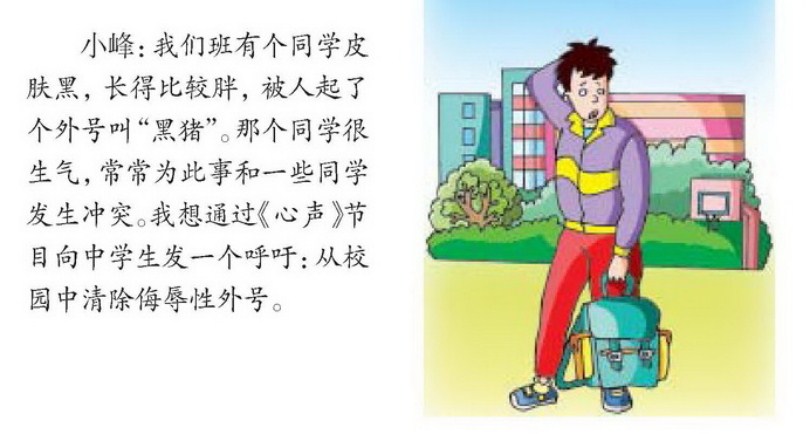 小峰：我们班有个同学皮
肤黑，长得比较胖，被人起了
个外号叫“黑猪”。那个同学很
生气，常常为此事和一些同学
发生冲突。我想通过《心声》节
目向中学生发一个呼吁：从校
园中清除侮辱性外号。